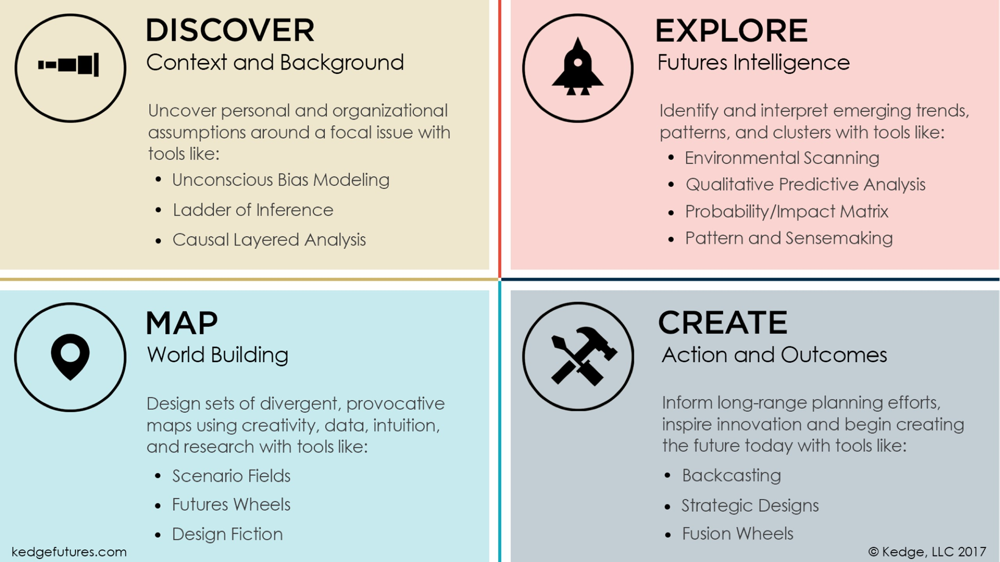 DISCOVER
Context and Background
Uncover personal and organizational
assumptions around a focal issue with
tools like:
• Unconscious Bias Modeling
• Ladder of Inference
• Causal Layered Analysis
EXPLORE
Futures Intelligence
Identify and interpret emerging trends,
patterns, and clusters with tools like:
• Environmental Scanning
• Qualitative Predictive Analysis
• Probability/Impact Matrix
• Pattern and Sensemaking
MAP
World Building
Design sets of divergent, provocative
maps using creativity, data, intuition,
and research with tools like:
• Scenario Fields
• Futures Wheels
• Design Fiction
kedgefutures.com
CREATE
Action and Outcomes
Inform long-range planning efforts,
inspire innovation and begin creating
the future today with tools like:
• Backcasting
• Strategic Designs
• Fusion Wheels
© Kedge, LLC 2017